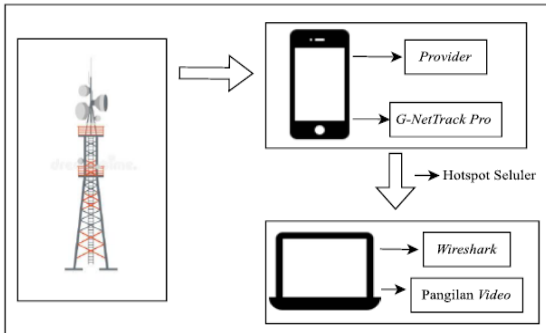 Provider
G-NetTrack Pro
Hotspot Seluler
Wireshark
Pangilan Video